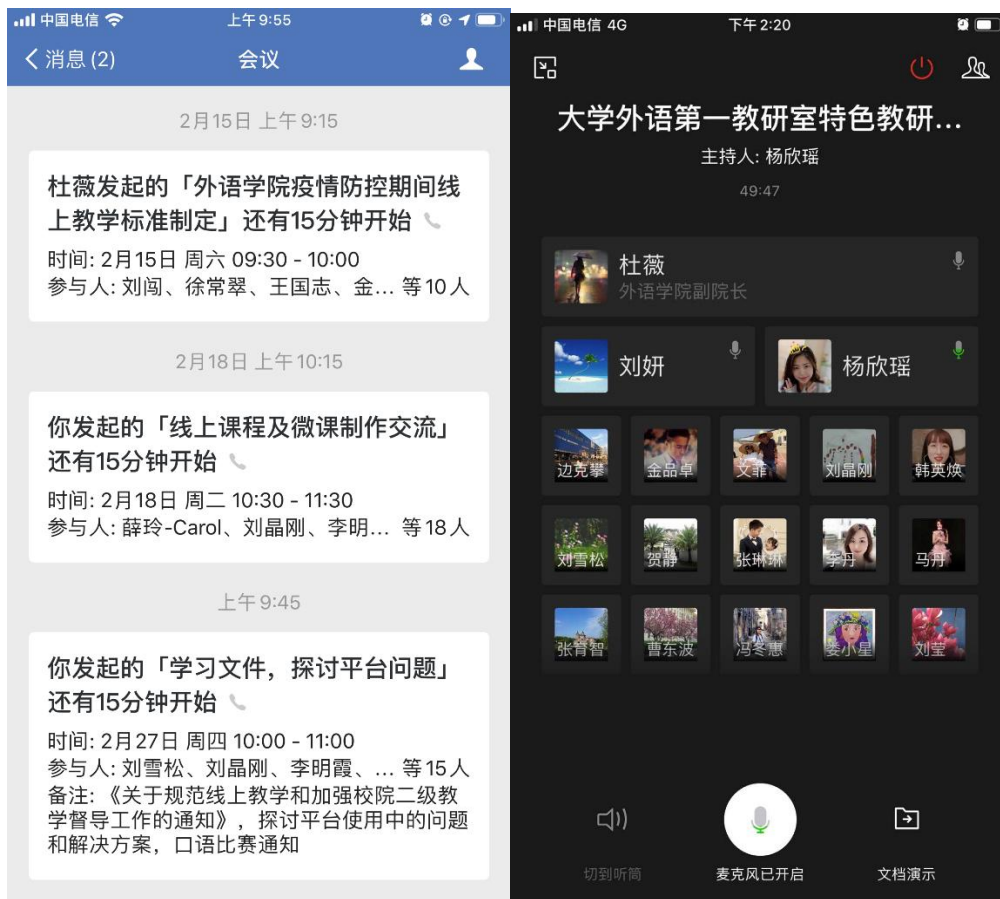 中国电信
上午9:55
消息 (2)
会议
2月15日 上午9:15
杜薇发起的「外语学院疫情防控期间线
上教学标准制定」还有15分钟开始
时间: 2月15日 周六 09:30 - 10:00
参与人: 刘闯、徐常翠、王国志、金... 等10人
2月18日 上午10:15
你发起的「线上课程及微课制作交流」
还有15分钟开始
时间: 2月18日 周二 10:30 - 11:30
参与人: 薛玲-Carol、刘晶刚、李明... 等18人
上午9:45
你发起的「学习文件，探讨平台问题」
还有15分钟开始
时间: 2月27日 周四 10:00 - 11:00
参与人: 刘雪松、刘晶刚、李明霞、... 等15人
备注: 《关于规范线上教学和加强校院二级教
学督导工作的通知》，探讨平台使用中的问题
和解决方案，口语比赛通知
中国电信 4G
下午2:20
大学外语第一教研室特色教研...
主持人: 杨欣瑶
49:47
杜薇
外语学院副院长
刘妍
杨欣瑶
边克攀
金品卓
文菲
刘晶刚
韩英焕
刘雪松
贺静
张琳琳
李丹
马丹
张育智
曹东波
冯冬惠
娄小星
刘莹
切到听筒
麦克风已开启
文档演示